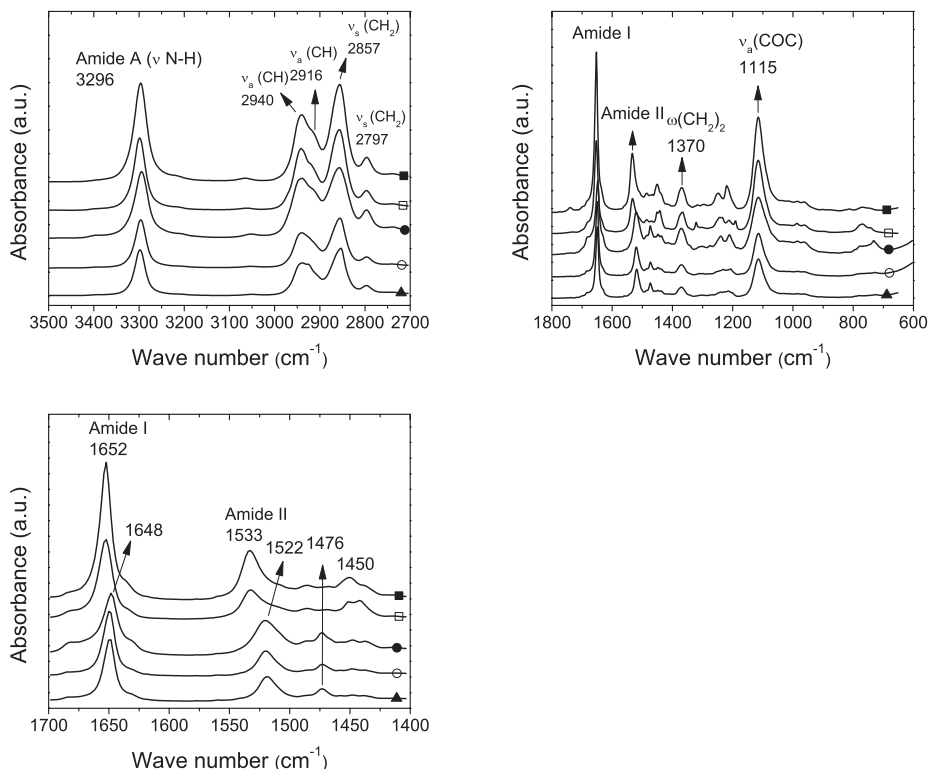 Absorbance (a.u.)
Amide A (ν N-H)
3296
νₐ (CH)
2940
νₐ (CH)
2916
νₛ (CH₂)
2857
νₛ (CH₂)
2797
3500 3400 3300 3200 3100 3000 2900 2800 2700
Wave number (cm⁻¹)
Absorbance (a.u.)
Amide I
Amide II
ω(CH₂)₂
1370
νₐ(COC)
1115
1800 1600 1400 1200 1000 800 600
Wave number (cm⁻¹)
Absorbance (a.u.)
Amide I
1652
1648
Amide II
1533
1522
1476
1450
1700 1650 1600 1550 1500 1450 1400
Wave number (cm⁻¹)